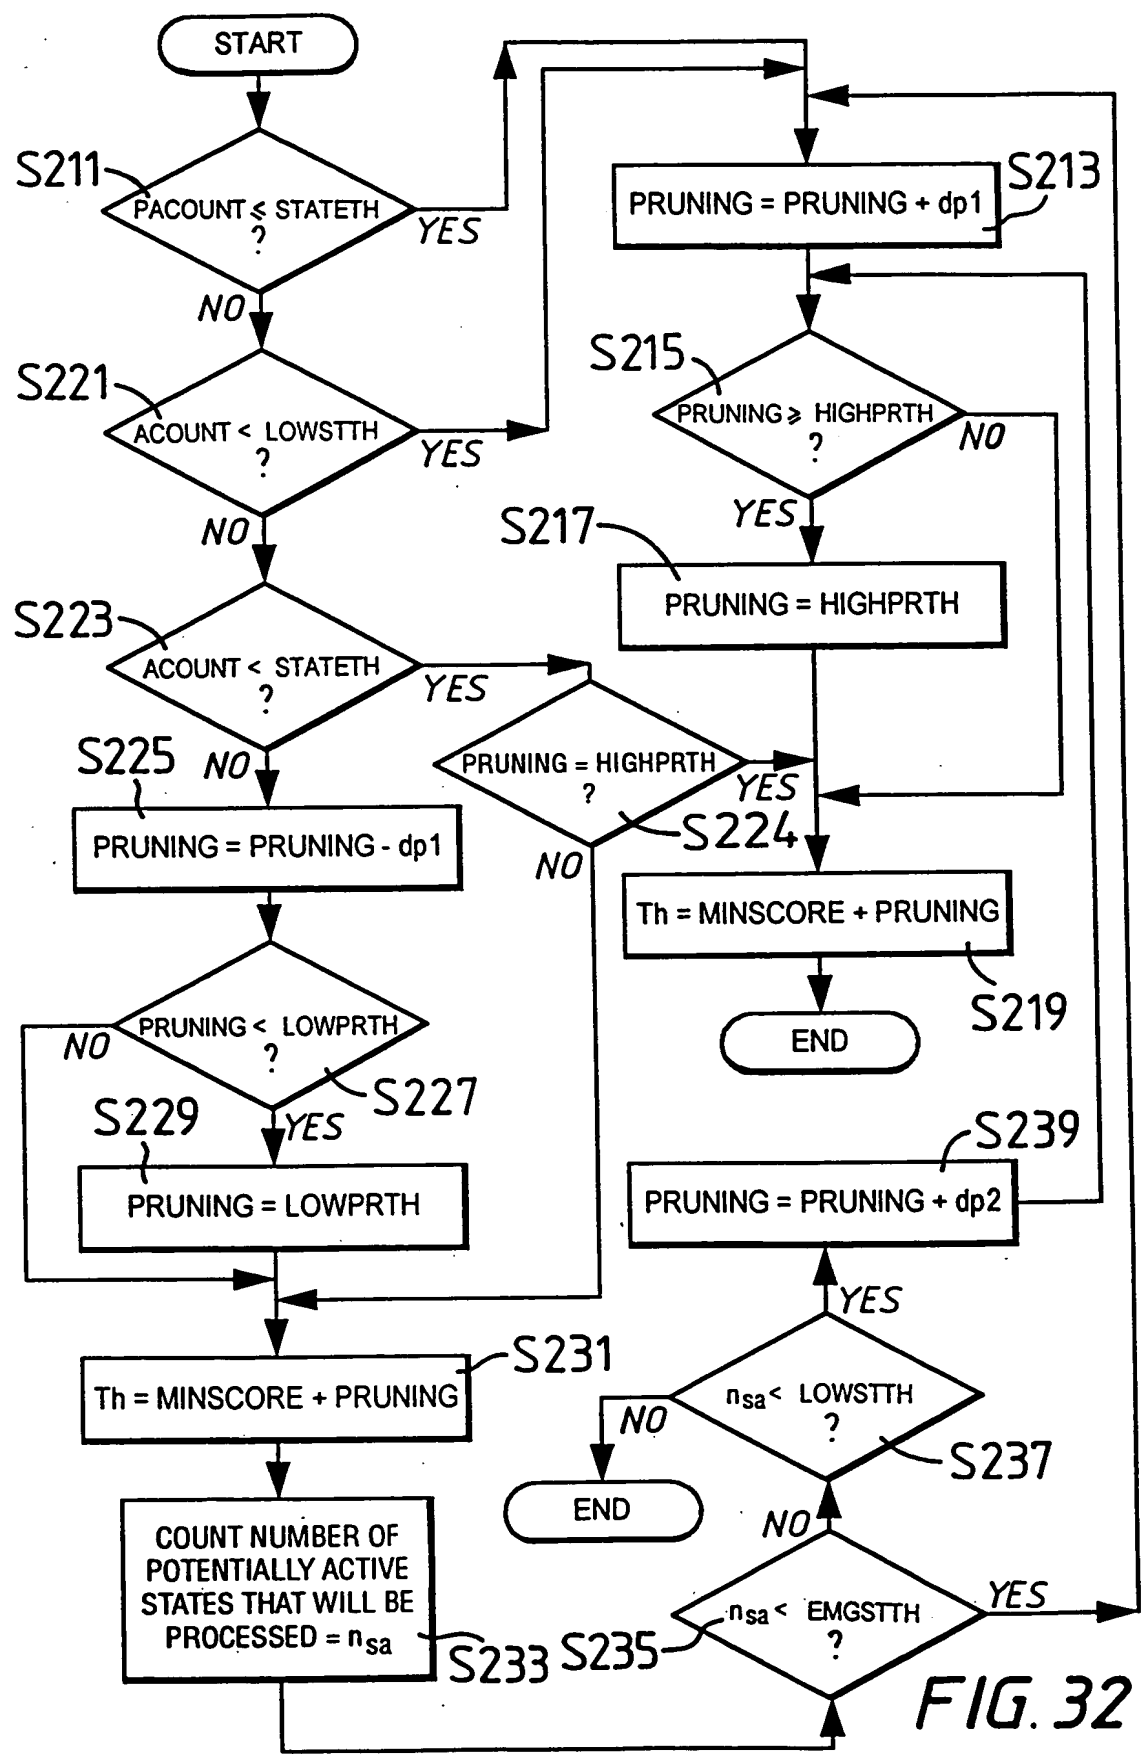 START
S211
PACOUNT ⩽ STATETH
?
YES
NO
S221
ACOUNT < LOWSTTH
?
YES
NO
S223
ACOUNT < STATETH
?
YES
NO
S225
PRUNING = PRUNING - dp1
PRUNING < LOWPRTH
?
NO
S227
YES
S229
PRUNING = LOWPRTH
S231
Th = MINSCORE + PRUNING
COUNT NUMBER OF
POTENTIALLY ACTIVE
STATES THAT WILL BE
PROCESSED = nsa
S233
S213
PRUNING = PRUNING + dp1
S215
PRUNING ⩾ HIGHPRTH
?
NO
YES
S217
PRUNING = HIGHPRTH
PRUNING = HIGHPRTH
?
YES
S224
NO
Th = MINSCORE + PRUNING
S219
END
S239
PRUNING = PRUNING + dp2
YES
nsa < LOWSTTH
?
NO
S237
END
NO
nsa < EMGSTTH
?
YES
S235
FIG. 32